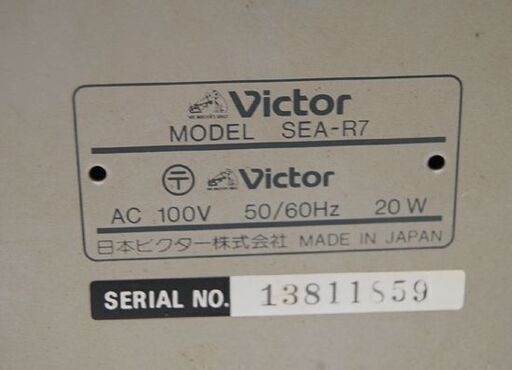 Victor
MODEL SEA-R7
〒 Victor
AC 100V 50/60Hz 20W
日本ビクター株式会社 MADE IN JAPAN
SERIAL NO. 13811859